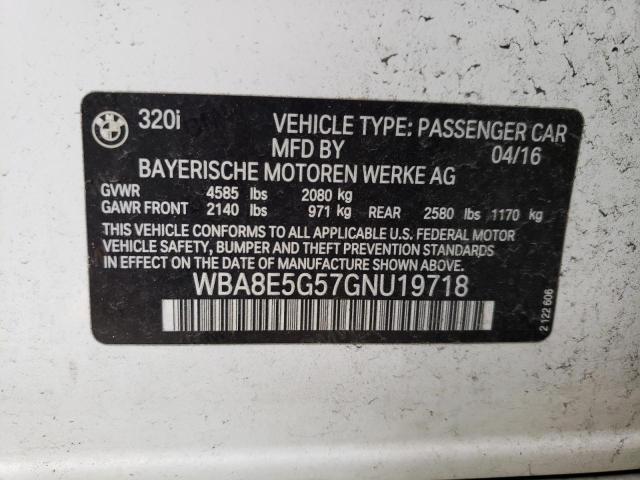 320i VEHICLE TYPE: PASSENGER CAR
MFD BY 04/16
BAYERISCHE MOTOREN WERKE AG
GVWR 4585 lbs 2080 kg
GAWR FRONT 2140 lbs 971 kg REAR 2580 lbs 1170 kg
THIS VEHICLE CONFORMS TO ALL APPLICABLE U.S. FEDERAL MOTOR
VEHICLE SAFETY, BUMPER AND THEFT PREVENTION STANDARDS
IN EFFECT ON THE DATE OF MANUFACTURE SHOWN ABOVE.
WBA8E5G57GNU19718
2 122 606